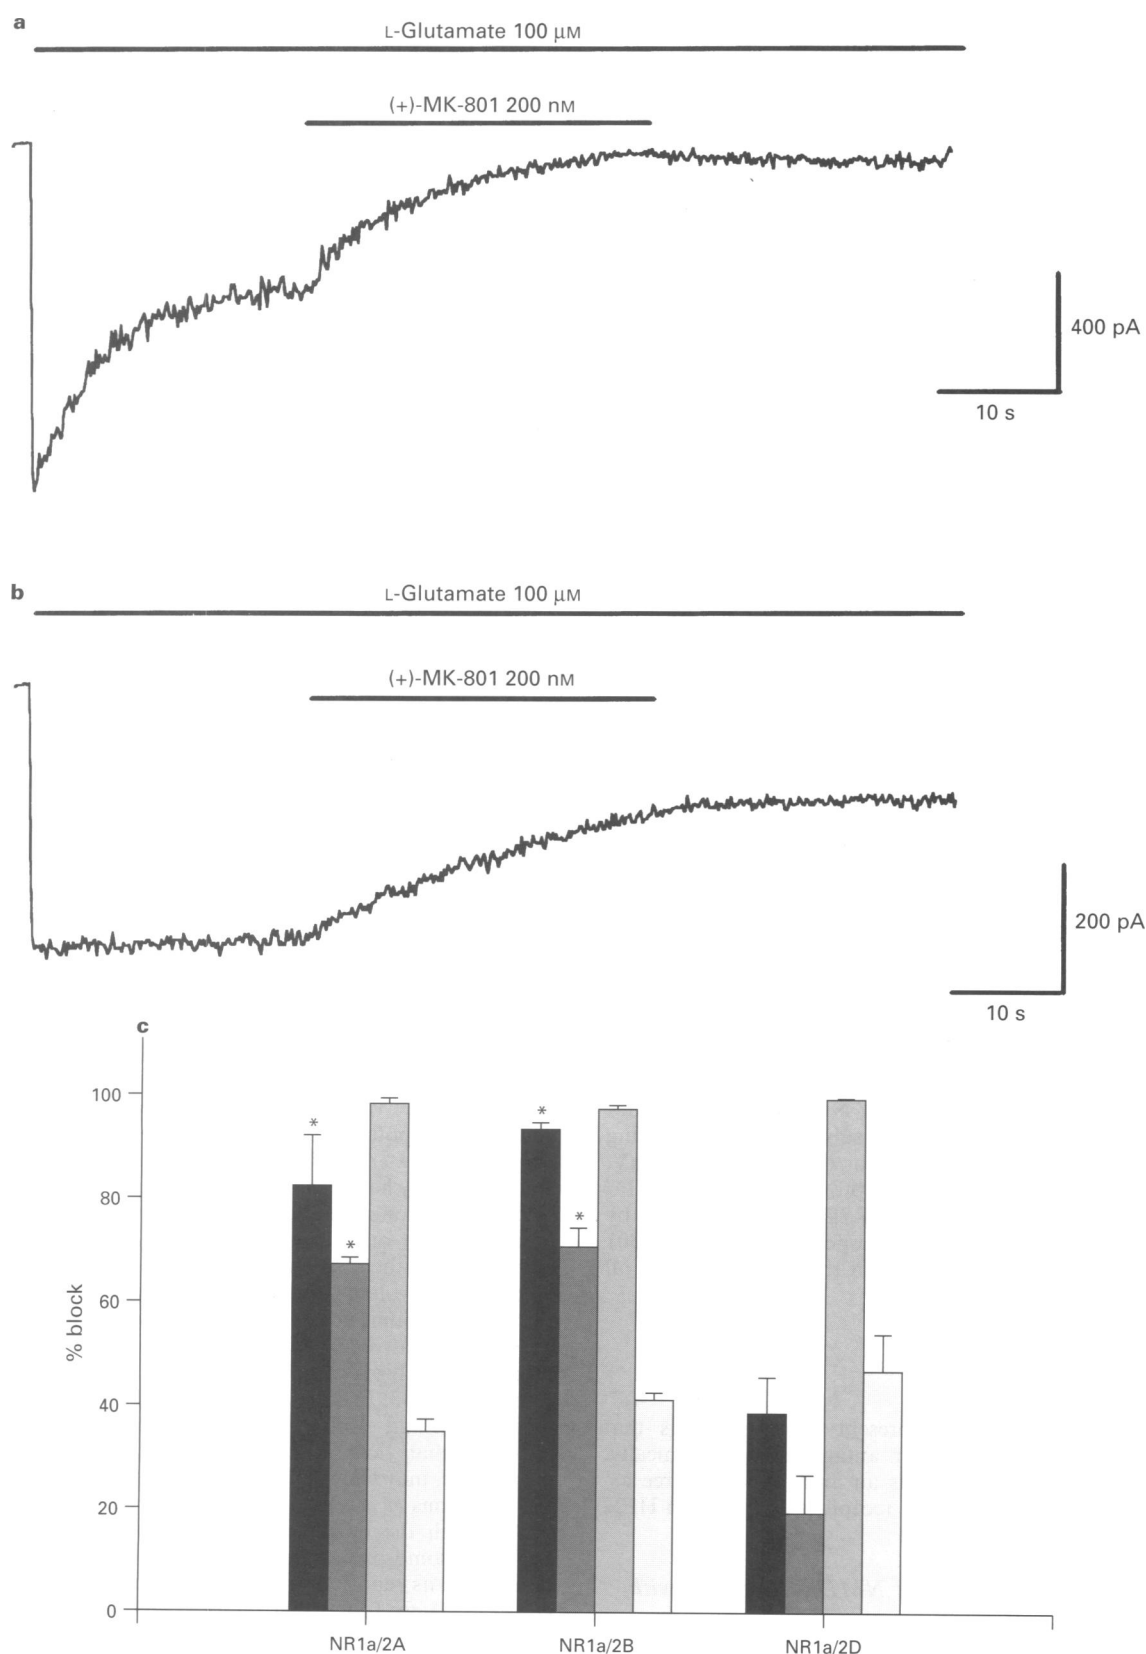 a
L-Glutamate 100 μM
(+)-MK-801 200 nM
400 pA
10 s
b
L-Glutamate 100 μM
(+)-MK-801 200 nM
200 pA
10 s
c
100
80
60
40
20
0
% block
*
*
*
*
NR1a/2A
NR1a/2B
NR1a/2D